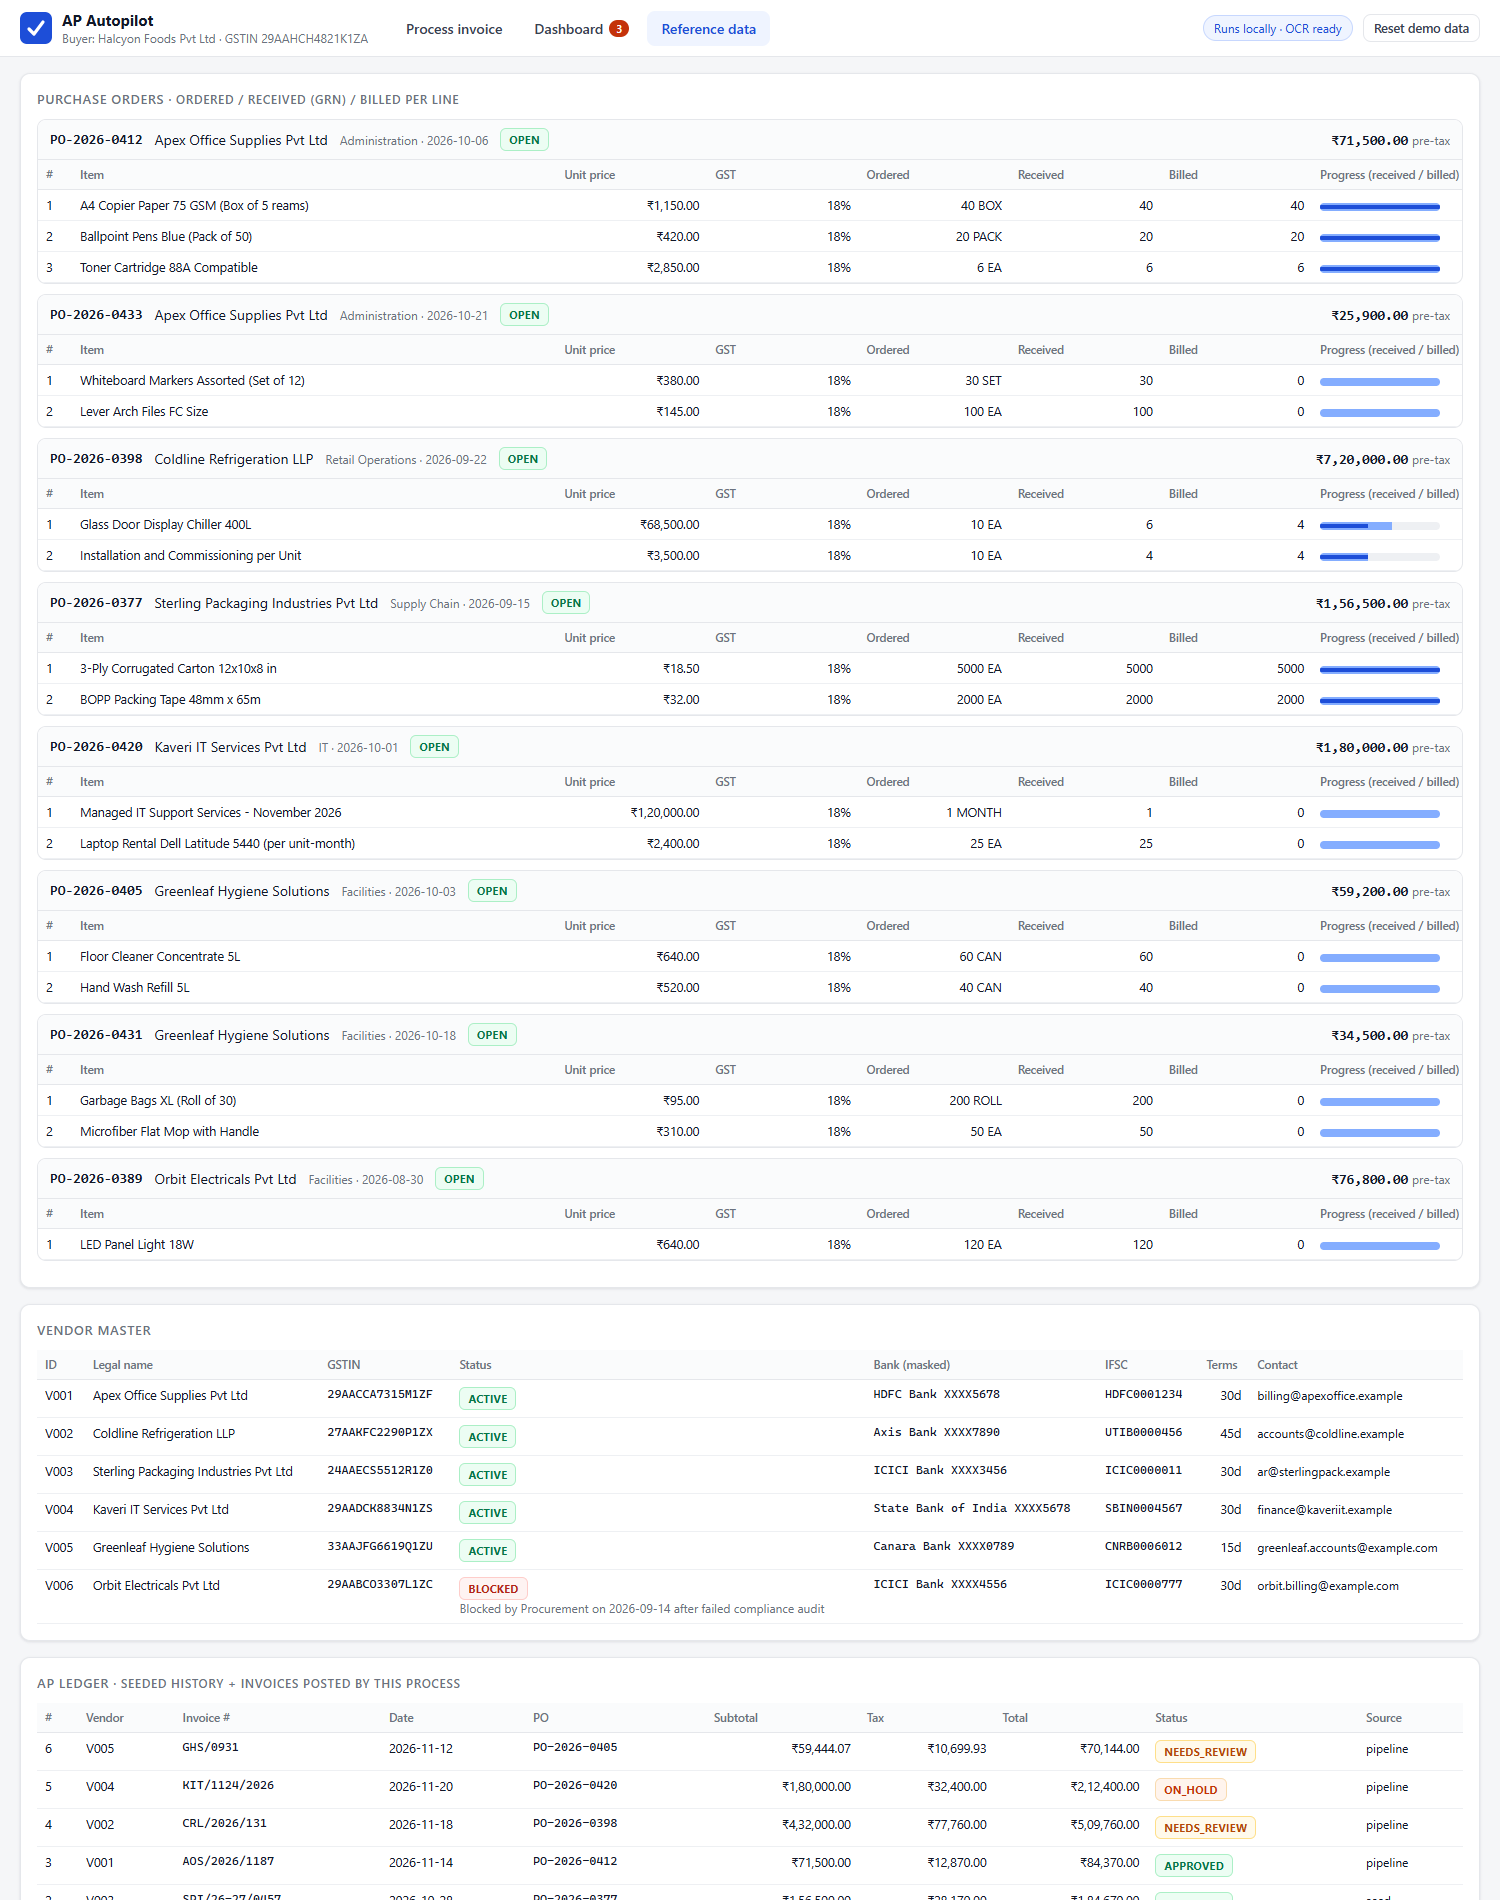 AP Autopilot
Buyer: Halcyon Foods Pvt Ltd · GSTIN 29AAHCH4821K1ZA
Process invoice
Dashboard 3
Reference data
Runs locally · OCR ready
Reset demo data
PURCHASE ORDERS · ORDERED / RECEIVED (GRN) / BILLED PER LINE
PO-2026-0412 Apex Office Supplies Pvt Ltd Administration · 2026-10-06 OPEN ₹71,500.00 pre-tax
# Item Unit price GST Ordered Received Billed Progress (received / billed)
1 A4 Copier Paper 75 GSM (Box of 5 reams) ₹1,150.00 18% 40 BOX 40 40
2 Ballpoint Pens Blue (Pack of 50) ₹420.00 18% 20 PACK 20 20
3 Toner Cartridge 88A Compatible ₹2,850.00 18% 6 EA 6 6
PO-2026-0433 Apex Office Supplies Pvt Ltd Administration · 2026-10-21 OPEN ₹25,900.00 pre-tax
# Item Unit price GST Ordered Received Billed Progress (received / billed)
1 Whiteboard Markers Assorted (Set of 12) ₹380.00 18% 30 SET 30 0
2 Lever Arch Files FC Size ₹145.00 18% 100 EA 100 0
PO-2026-0398 Coldline Refrigeration LLP Retail Operations · 2026-09-22 OPEN ₹7,20,000.00 pre-tax
# Item Unit price GST Ordered Received Billed Progress (received / billed)
1 Glass Door Display Chiller 400L ₹68,500.00 18% 10 EA 6 4
2 Installation and Commissioning per Unit ₹3,500.00 18% 10 EA 4 4
PO-2026-0377 Sterling Packaging Industries Pvt Ltd Supply Chain · 2026-09-15 OPEN ₹1,56,500.00 pre-tax
# Item Unit price GST Ordered Received Billed Progress (received / billed)
1 3-Ply Corrugated Carton 12x10x8 in ₹18.50 18% 5000 EA 5000 5000
2 BOPP Packing Tape 48mm x 65m ₹32.00 18% 2000 EA 2000 2000
PO-2026-0420 Kaveri IT Services Pvt Ltd IT · 2026-10-01 OPEN ₹1,80,000.00 pre-tax
# Item Unit price GST Ordered Received Billed Progress (received / billed)
1 Managed IT Support Services - November 2026 ₹1,20,000.00 18% 1 MONTH 1 0
2 Laptop Rental Dell Latitude 5440 (per unit-month) ₹2,400.00 18% 25 EA 25 0
PO-2026-0405 Greenleaf Hygiene Solutions Facilities · 2026-10-03 OPEN ₹59,200.00 pre-tax
# Item Unit price GST Ordered Received Billed Progress (received / billed)
1 Floor Cleaner Concentrate 5L ₹640.00 18% 60 CAN 60 0
2 Hand Wash Refill 5L ₹520.00 18% 40 CAN 40 0
PO-2026-0431 Greenleaf Hygiene Solutions Facilities · 2026-10-18 OPEN ₹34,500.00 pre-tax
# Item Unit price GST Ordered Received Billed Progress (received / billed)
1 Garbage Bags XL (Roll of 30) ₹95.00 18% 200 ROLL 200 0
2 Microfiber Flat Mop with Handle ₹310.00 18% 50 EA 50 0
PO-2026-0389 Orbit Electricals Pvt Ltd Facilities · 2026-08-30 OPEN ₹76,800.00 pre-tax
# Item Unit price GST Ordered Received Billed Progress (received / billed)
1 LED Panel Light 18W ₹640.00 18% 120 EA 120 0
VENDOR MASTER
ID Legal name GSTIN Status Bank (masked) IFSC Terms Contact
V001 Apex Office Supplies Pvt Ltd 29AACCA7315M1ZF ACTIVE HDFC Bank XXXX5678 HDFC0001234 30d billing@apexoffice.example
V002 Coldline Refrigeration LLP 27AAKFC2290P1ZX ACTIVE Axis Bank XXXX7890 UTIB0000456 45d accounts@coldline.example
V003 Sterling Packaging Industries Pvt Ltd 24AAECS5512R1Z0 ACTIVE ICICI Bank XXXX3456 ICIC0000011 30d ar@sterlingpack.example
V004 Kaveri IT Services Pvt Ltd 29AADCK8834N1ZS ACTIVE State Bank of India XXXX5678 SBIN0004567 30d finance@kaveriit.example
V005 Greenleaf Hygiene Solutions 33AAJFG6619Q1ZU ACTIVE Canara Bank XXXX0789 CNRB0006012 15d greenleaf.accounts@example.com
V006 Orbit Electricals Pvt Ltd 29AABCO3307L1ZC BLOCKED ICICI Bank XXXX4556 ICIC0000777 30d orbit.billing@example.com
Blocked by Procurement on 2026-09-14 after failed compliance audit
AP LEDGER · SEEDED HISTORY + INVOICES POSTED BY THIS PROCESS
# Vendor Invoice # Date PO Subtotal Tax Total Status Source
6 V005 GHS/0931 2026-11-12 PO-2026-0405 ₹59,444.07 ₹10,699.93 ₹70,144.00 NEEDS_REVIEW pipeline
5 V004 KIT/1124/2026 2026-11-20 PO-2026-0420 ₹1,80,000.00 ₹32,400.00 ₹2,12,400.00 ON_HOLD pipeline
4 V002 CRL/2026/131 2026-11-18 PO-2026-0398 ₹4,32,000.00 ₹77,760.00 ₹5,09,760.00 NEEDS_REVIEW pipeline
3 V001 AOS/2026/1187 2026-11-14 PO-2026-0412 ₹71,500.00 ₹12,870.00 ₹84,370.00 APPROVED pipeline